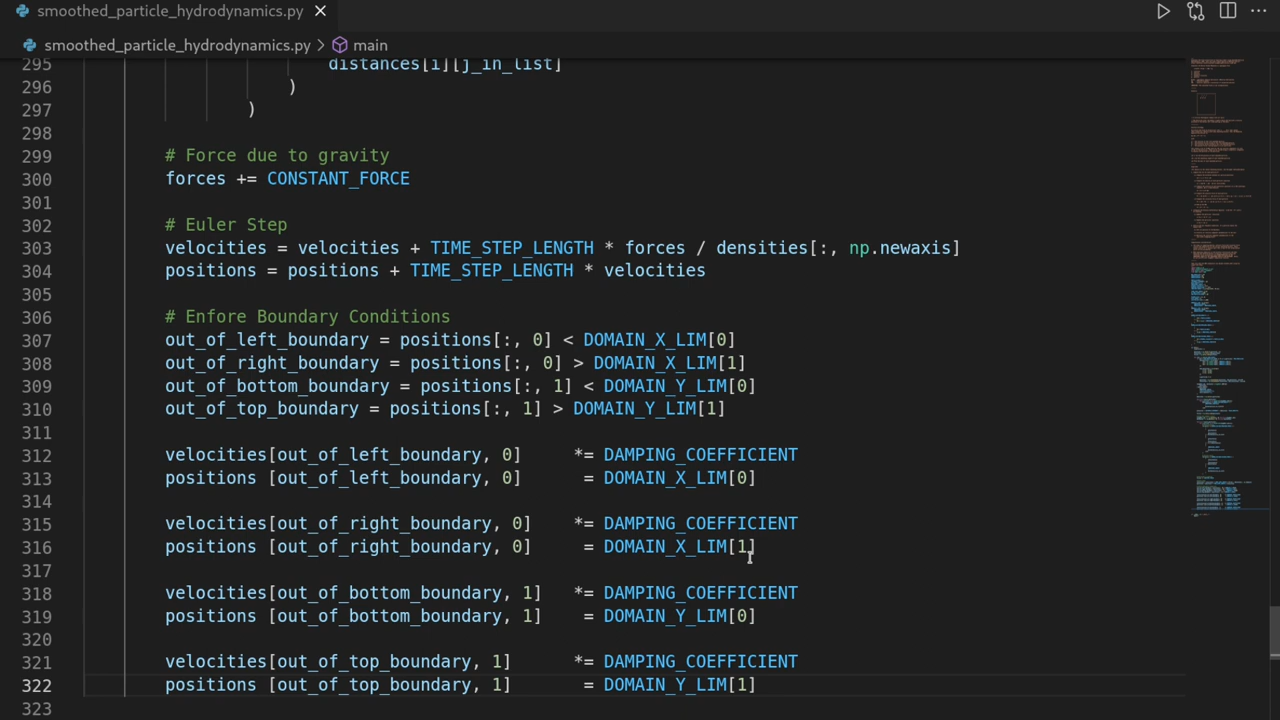 smoothed_particle_hydrodynamics.py
smoothed_particle_hydrodynamics.py > main
295 distances[i][j_in_list]
296 )
297 )
298
299 # Force due to gravity
300 forces += CONSTANT_FORCE
301
302 # Euler Step
303 velocities = velocities + TIME_STEP_LENGTH * forces / densities[:, np.newaxis]
304 positions = positions + TIME_STEP_LENGTH * velocities
305
306 # Enfore Boundary Conditions
307 out_of_left_boundary = positions[:, 0] < DOMAIN_X_LIM[0]
308 out_of_right_boundary = positions[:, 0] > DOMAIN_X_LIM[1]
309 out_of_bottom_boundary = positions[:, 1] < DOMAIN_Y_LIM[0]
310 out_of_top_boundary = positions[:, 1] > DOMAIN_Y_LIM[1]
311
312 velocities[out_of_left_boundary, 0] *= DAMPING_COEFFICIENT
313 positions [out_of_left_boundary, 0] = DOMAIN_X_LIM[0]
314
315 velocities[out_of_right_boundary, 0] *= DAMPING_COEFFICIENT
316 positions [out_of_right_boundary, 0] = DOMAIN_X_LIM[1]
317
318 velocities[out_of_bottom_boundary, 1] *= DAMPING_COEFFICIENT
319 positions [out_of_bottom_boundary, 1] = DOMAIN_Y_LIM[0]
320
321 velocities[out_of_top_boundary, 1] *= DAMPING_COEFFICIENT
322 positions [out_of_top_boundary, 1] = DOMAIN_Y_LIM[1]
323